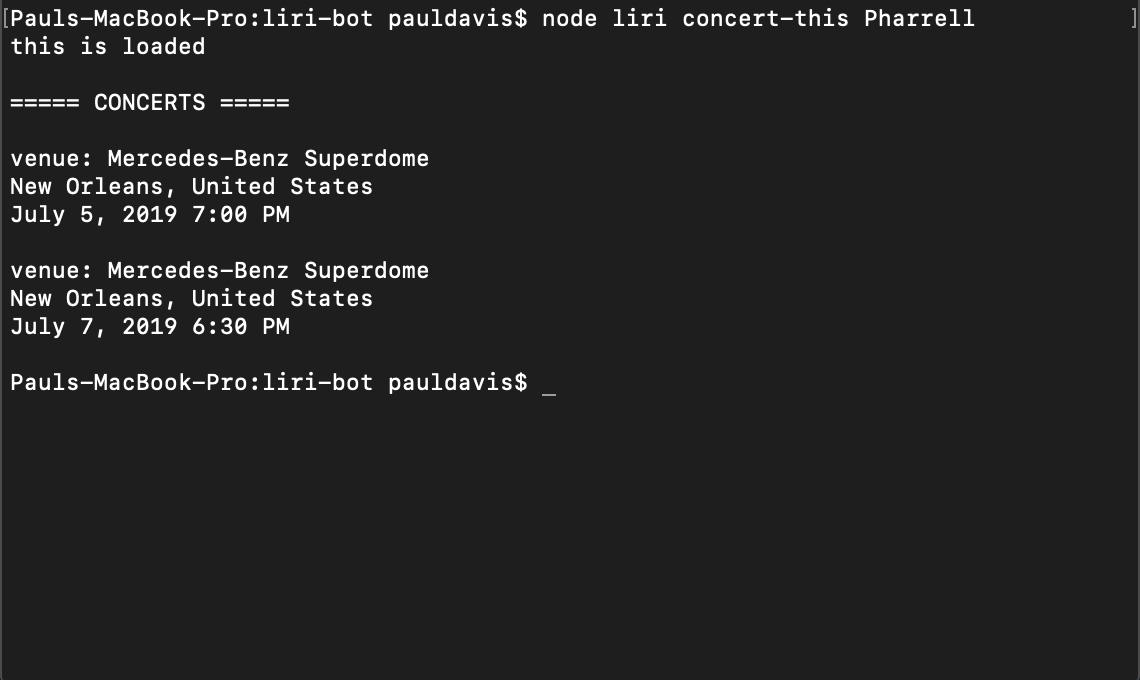 [Pauls-MacBook-Pro:liri-bot pauldavis$ node liri concert-this Pharrell ]
this is loaded
===== CONCERTS =====
venue: Mercedes-Benz Superdome
New Orleans, United States
July 5, 2019 7:00 PM
venue: Mercedes-Benz Superdome
New Orleans, United States
July 7, 2019 6:30 PM
Pauls-MacBook-Pro:liri-bot pauldavis$ _